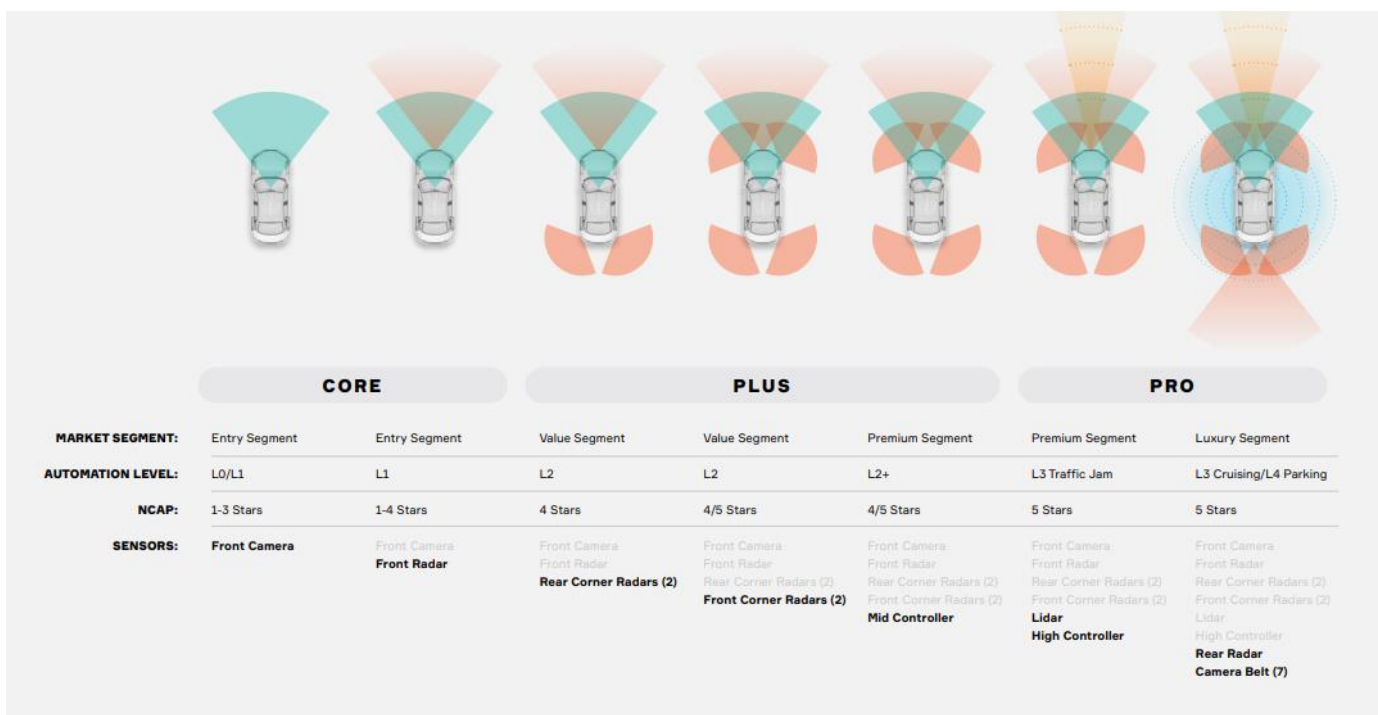 CORE PLUS PRO
MARKET SEGMENT: Entry Segment Entry Segment Value Segment Value Segment Premium Segment Premium Segment Luxury Segment
AUTOMATION LEVEL: L0/L1 L1 L2 L2 L2+ L3 Traffic Jam L3 Cruising/L4 Parking
NCAP: 1-3 Stars 1-4 Stars 4 Stars 4/5 Stars 4/5 Stars 5 Stars 5 Stars
SENSORS: Front Camera Front Camera Front Camera Front Camera Front Camera Front Camera Front Camera
Front Radar Front Radar Front Radar Front Radar Front Radar Front Radar
Rear Corner Radars (2) Rear Corner Radars (2) Rear Corner Radars (2) Rear Corner Radars (2) Rear Corner Radars (2)
Front Corner Radars (2) Front Corner Radars (2) Front Corner Radars (2) Front Corner Radars (2)
Mid Controller Lidar Lidar
High Controller High Controller
Rear Radar
Camera Belt (7)